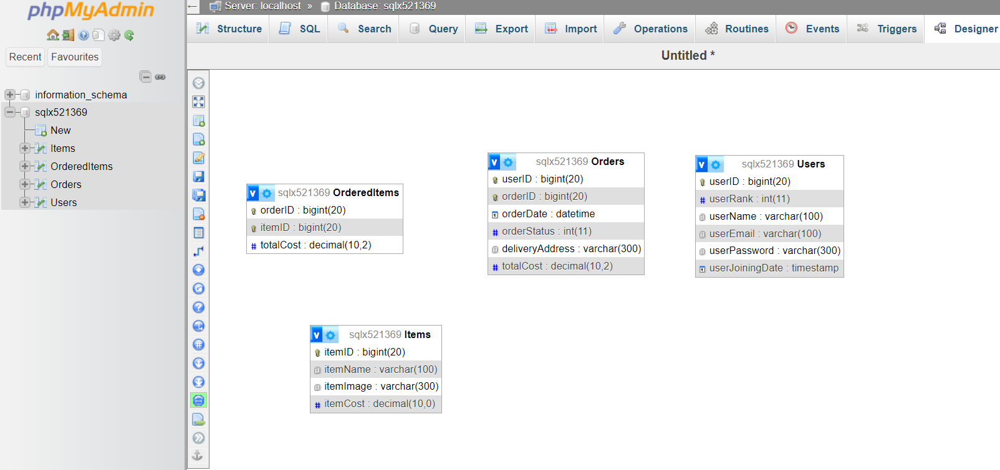 phpMyAdmin
Recent Favourites
information_schema
sqlx521369
New
Items
OrderedItems
Orders
Users
Server: localhost » Database: sqlx521369
Structure SQL Search Query Export Import Operations Routines Events Triggers Designer
Untitled *
v sqlx521369 OrderedItems
orderID : bigint(20)
itemID : bigint(20)
# totalCost : decimal(10,2)
v sqlx521369 Orders
userID : bigint(20)
orderID : bigint(20)
orderDate : datetime
# orderStatus : int(11)
deliveryAddress : varchar(300)
# totalCost : decimal(10,2)
v sqlx521369 Users
userID : bigint(20)
# userRank : int(11)
userName : varchar(100)
userEmail : varchar(100)
userPassword : varchar(300)
userJoiningDate : timestamp
v sqlx521369 Items
itemID : bigint(20)
itemName : varchar(100)
itemImage : varchar(300)
# itemCost : decimal(10,0)